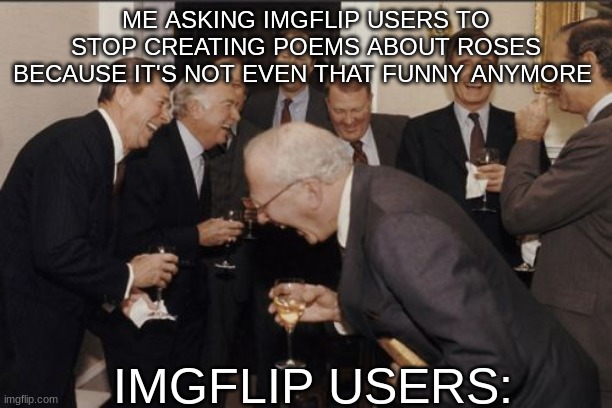 ME ASKING IMGFLIP USERS TO
STOP CREATING POEMS ABOUT ROSES
BECAUSE IT'S NOT EVEN THAT FUNNY ANYMORE
IMGFLIP USERS:
imgflip.com